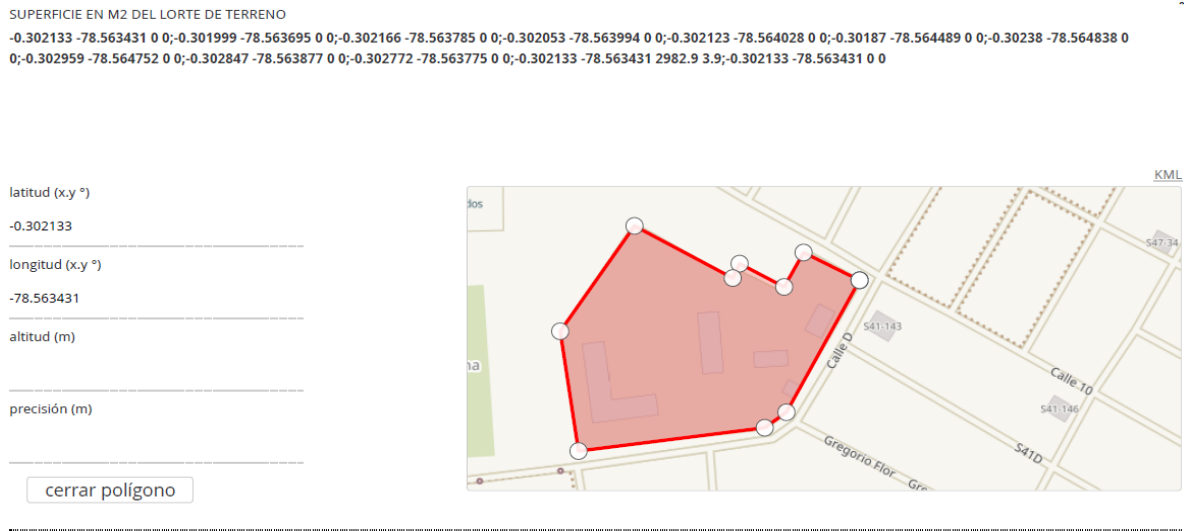 SUPERFICIE EN M2 DEL LORTE DE TERRENO
-0.302133 -78.563431 0 0;-0.301999 -78.563695 0 0;-0.302166 -78.563785 0 0;-0.302053 -78.563994 0 0;-0.302123 -78.564028 0 0;-0.30187 -78.564489 0 0;-0.30238 -78.564838 0
0;-0.302959 -78.564752 0 0;-0.302847 -78.563877 0 0;-0.302772 -78.563775 0 0;-0.302133 -78.563431 2982.9 3.9;-0.302133 -78.563431 0 0
KML
latitud (x.y °)
-0.302133
longitud (x.y °)
-78.563431
altitud (m)
precisión (m)
cerrar polígono
dos
S47-34
S41-143
Calle D
na
Calle 10
S41-146
S41D
Gregorio Flor
Gre